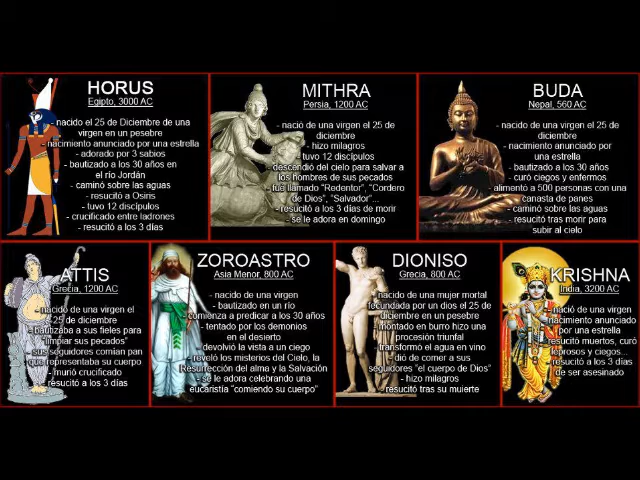 HORUS
Egipto, 3000 AC
- nacido el 25 de Diciembre de una
virgen en un pesebre
- nacimiento anunciado por una estrella
- adorado por 3 sabios
- bautizado a los 30 años en
el río Jordán
- caminó sobre las aguas
- resucitó a Osiris
- tuvo 12 discípulos
- crucificado entre ladrones
- resucitó a los 3 días
MITHRA
Persia, 1200 AC
- nació de una virgen el 25 de
diciembre
- hizo milagros
- tuvo 12 discípulos
descendió del cielo para salvar a
los hombres de sus pecados
fue llamado "Redentor", "Cordero
de Dios", "Salvador"...
- resucitó a los 3 días de morir
- se le adora en domingo
BUDA
Nepal, 560 AC
- nacido de una virgen el 25 de
diciembre
- nacimiento anunciado por
una estrella
- bautizado a los 30 años
- curó ciegos y enfermos
alimentó a 500 personas con una
canasta de panes
- caminó sobre las aguas
- resucitó tras morir para
subir al cielo
ATTIS
Grecia, 1200 AC
- nacido de una virgen el
25 de diciembre
- bautizaba a sus fieles para
"limpiar sus pecados"
sus seguidores comían pan
que representaba su cuerpo
- murió crucificado
- resucitó a los 3 días
ZOROASTRO
Asia Menor, 800 AC
- nacido de una virgen
- bautizado en un río
- comienza a predicar a los 30 años
- tentado por los demonios
en el desierto
- devolvió la vista a un ciego
- reveló los misterios del Cielo, la
Resurrección del alma y la Salvación
- se le adora celebrando una
eucaristía "comiendo su cuerpo"
DIONISO
Grecia, 800 AC
- nacido de una mujer mortal
fecundada por un dios el 25 de
diciembre en un pesebre
montado en burro hizo una
procesión triunfal
- transformó el agua en vino
dió de comer a sus
seguidores "el cuerpo de Dios"
- hizo milagros
- resucitó tras su muierte
KRISHNA
India, 3200 AC
- nació de una virgen
- nacimiento anunciado
por una estrella
- resucitó muertos, curó
leprosos y ciegos...
- resucitó a los 3 días
de ser asesinado